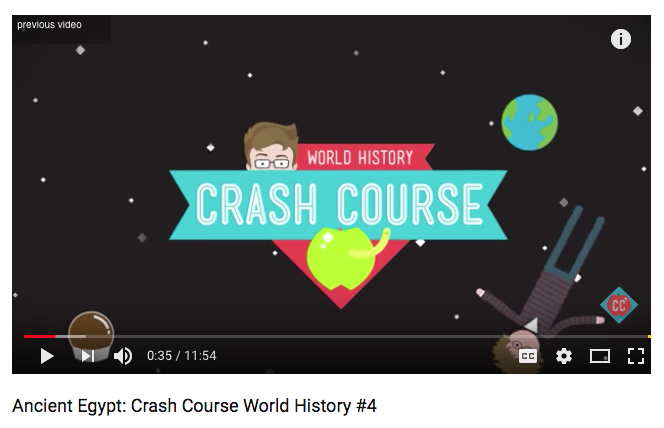 previous video
WORLD HISTORY
CRASH COURSE
CC
0:35 / 11:54
CC
Ancient Egypt: Crash Course World History #4